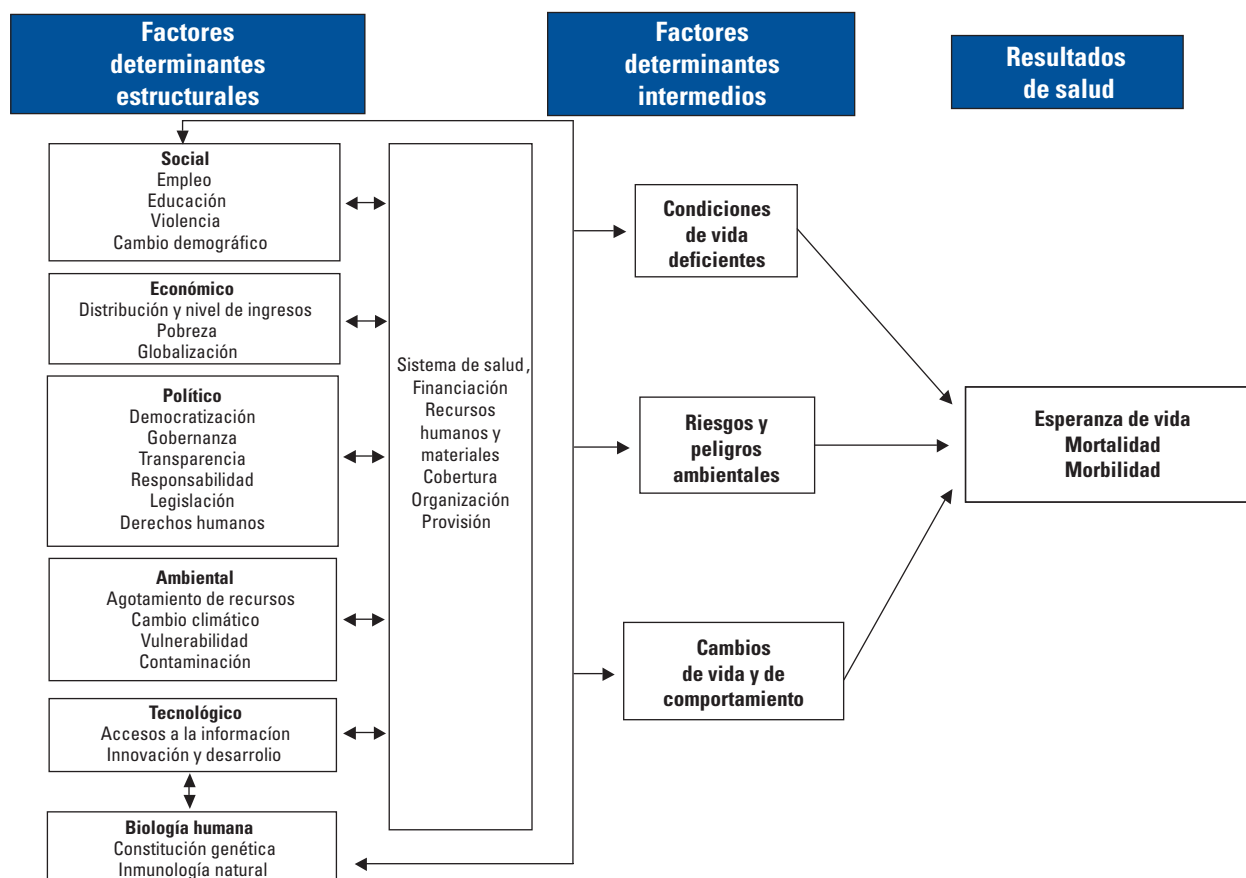 Factores
determinantes
estructurales
Factores
determinantes
intermedios
Resultados
de salud
Social
Empleo
Educación
Violencia
Cambio demográfico
Económico
Distribución y nivel de ingresos
Pobreza
Globalización
Político
Democratización
Gobernanza
Transparencia
Responsabilidad
Legislación
Derechos humanos
Ambiental
Agotamiento de recursos
Cambio climático
Vulnerabilidad
Contaminación
Tecnológico
Accesos a la informacíon
Innovación y desarrolio
Biología humana
Constitución genética
Inmunología natural
Sistema de salud,
Financiación
Recursos
humanos y
materiales
Cobertura
Organización
Provisión
Condiciones
de vida
deficientes
Riesgos y
peligros
ambientales
Cambios
de vida y de
comportamiento
Esperanza de vida
Mortalidad
Morbilidad